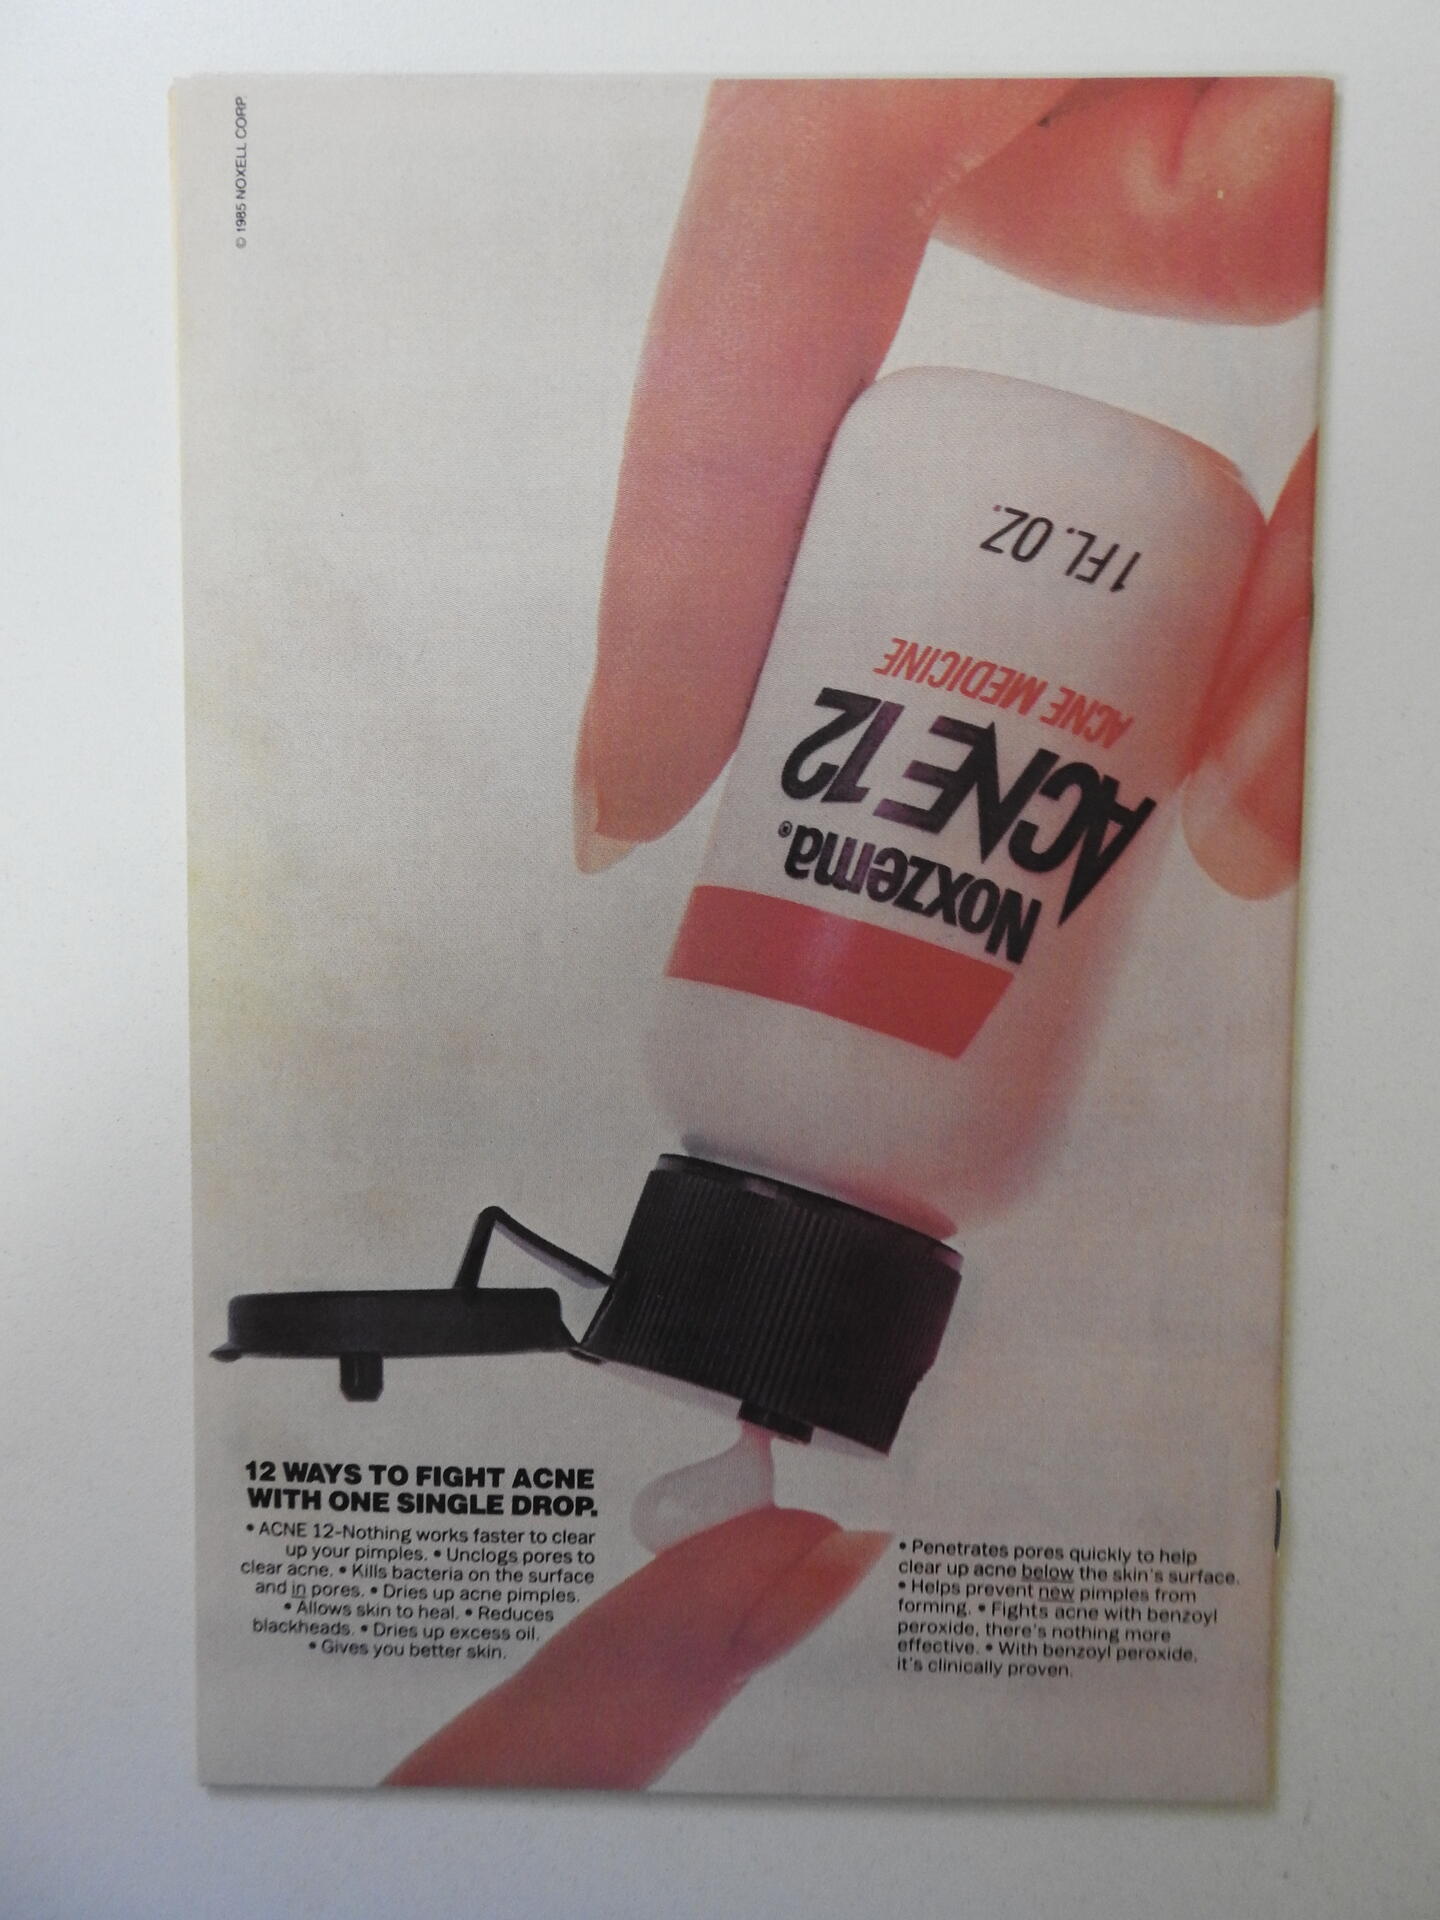 © 1985 NOXELL CORP.
1 FL. OZ.
ACNE MEDICINE
ACNE 12
Noxzema®
12 WAYS TO FIGHT ACNE
WITH ONE SINGLE DROP.
• ACNE 12-Nothing works faster to clear
up your pimples. • Unclogs pores to
clear acne. • Kills bacteria on the surface
and in pores. • Dries up acne pimples.
• Allows skin to heal. • Reduces
blackheads. • Dries up excess oil.
• Gives you better skin.
• Penetrates pores quickly to help
clear up acne below the skin's surface.
• Helps prevent new pimples from
forming. • Fights acne with benzoyl
peroxide, there's nothing more
effective. • With benzoyl peroxide,
it's clinically proven.